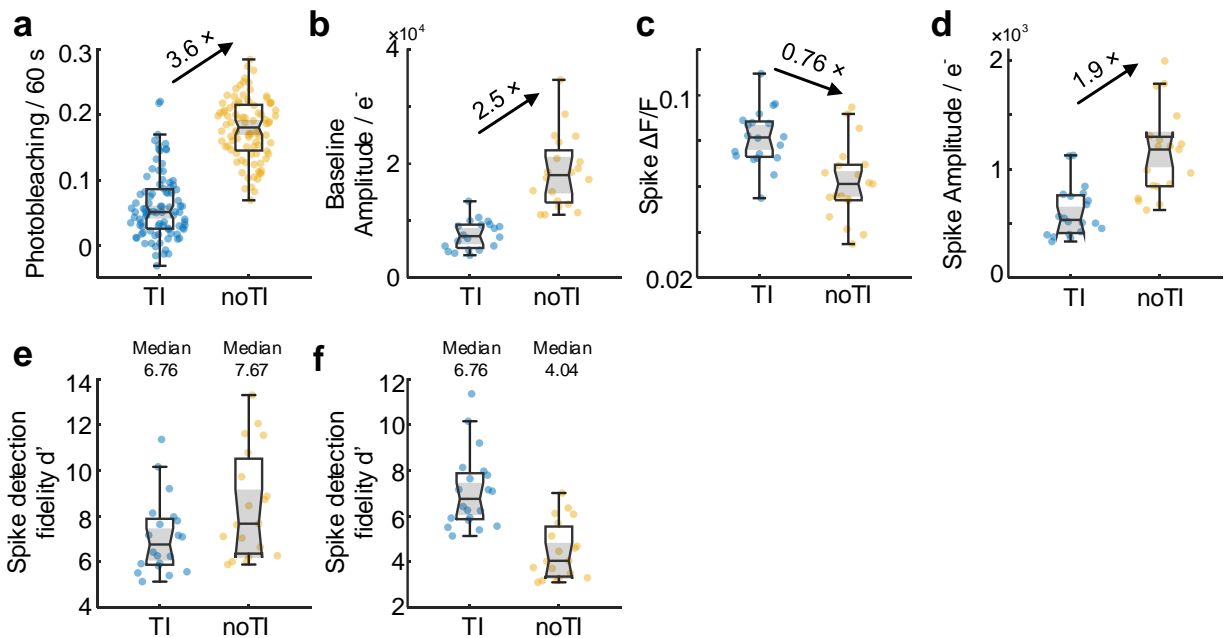 a
3.6 ×
Photobleaching / 60 s
0.3
0.2
0.1
0
TI
noTI
b
×10⁴
2.5 ×
Baseline
Amplitude / e⁻
4
2
0
TI
noTI
c
0.76 ×
Spike ΔF/F
0.1
0.02
TI
noTI
d
×10³
1.9 ×
Spike Amplitude / e⁻
2
1
0
TI
noTI
e
Median
6.76
Median
7.67
Spike detection
fidelity d'
14
12
10
8
6
4
TI
noTI
f
Median
6.76
Median
4.04
Spike detection
fidelity d'
12
10
8
6
4
2
TI
noTI